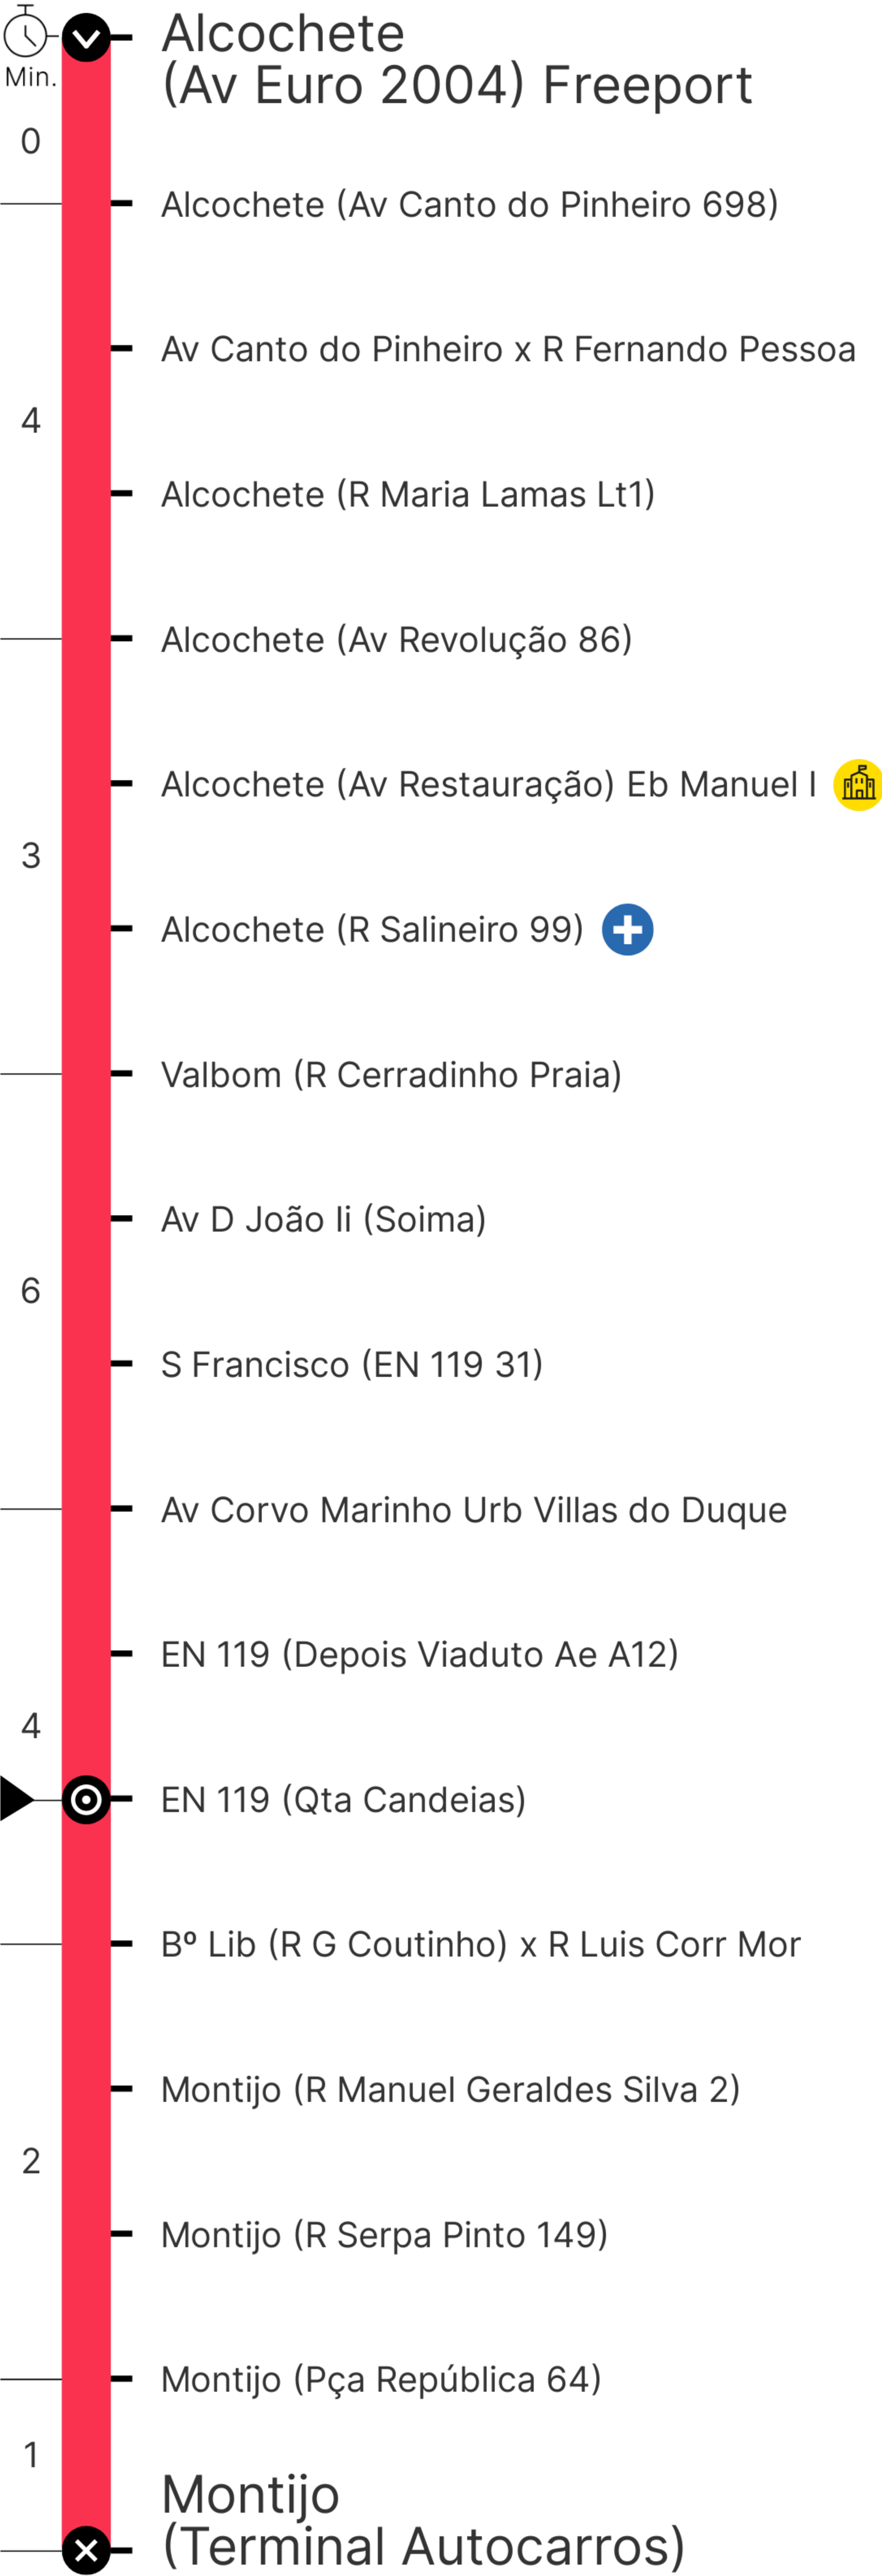 Alcochete
(Av Euro 2004) Freeport
Min.
0
Alcochete (Av Canto do Pinheiro 698)
Av Canto do Pinheiro x R Fernando Pessoa
4
Alcochete (R Maria Lamas Lt1)
Alcochete (Av Revolução 86)
Alcochete (Av Restauração) Eb Manuel I
3
Alcochete (R Salineiro 99)
Valbom (R Cerradinho Praia)
Av D João Ii (Soima)
6
S Francisco (EN 119 31)
Av Corvo Marinho Urb Villas do Duque
EN 119 (Depois Viaduto Ae A12)
4
EN 119 (Qta Candeias)
Bº Lib (R G Coutinho) x R Luis Corr Mor
Montijo (R Manuel Geraldes Silva 2)
2
Montijo (R Serpa Pinto 149)
Montijo (Pça República 64)
1
Montijo
(Terminal Autocarros)